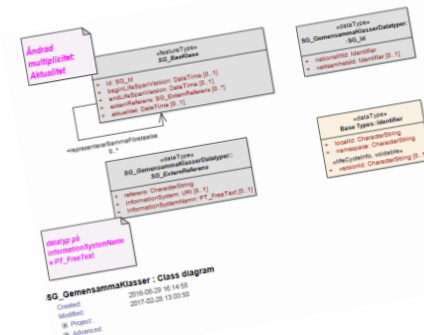 Ändrad
multiplicitet:
Aktualitet
«featureType»
SG_BasKlass
+ id: SG_Id
+ beginLifeSpanVersion: DateTime [0..1]
+ endLifeSpanVersion: DateTime [0..1]
+ externReferens: SG_ExternReferens [0..*]
+ aktualitet: DateTime [0..1]
+representererSammaFöreteelse
0..*
«dataType»
SG_GemensammaKlasserDatatyper::
SG_Id
+ nationelltId: Identifier
+ verksamhetsId: Identifier [0..1]
«dataType»
Base Types::Identifier
+ localId: CharacterString
+ namespace: CharacterString
«lifeCycleInfo, voidable»
+ versionId: CharacterString [0..1]
«dataType»
SG_GemensammaKlasserDatatyper::
SG_ExternReferens
+ referens: CharacterString
+ informationSystem: URI [0..1]
+ informationSystemNamn: PT_FreeText [0..1]
datatyp på
informationSystemName
= PT_FreeText
SG_GemensammaKlasser : Class diagram
Created: 2016-06-29 16:14:58
Modified: 2017-02-28 13:03:50
Project:
Advanced: